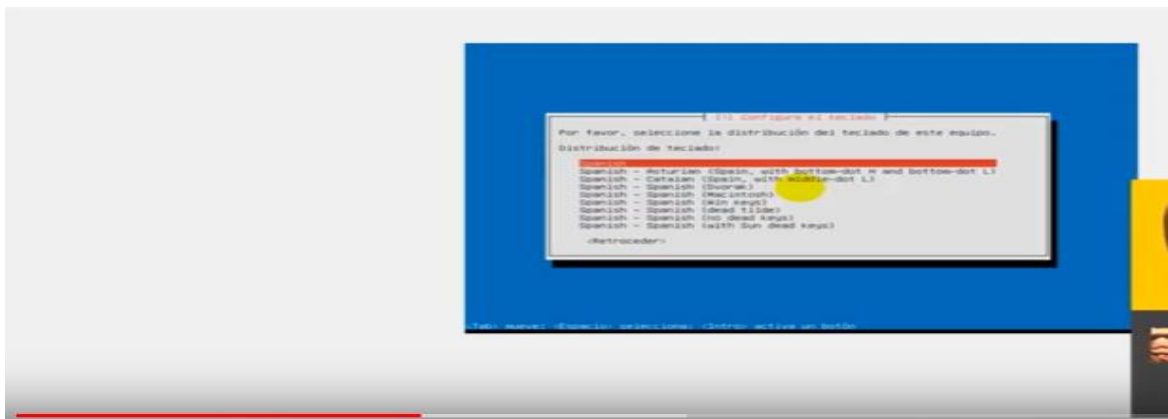 [!] Configure el teclado
Por favor, seleccione la distribución del teclado de este equipo.
Distribución de teclado:
Spanish
Spanish - Asturian (Spain, with bottom-dot H and bottom-dot L)
Spanish - Catalan (Spain, with middle-dot L)
Spanish - Spanish (Dvorak)
Spanish - Spanish (Macintosh)
Spanish - Spanish (Win keys)
Spanish - Spanish (dead tilde)
Spanish - Spanish (no dead keys)
Spanish - Spanish (with Sun dead keys)
<Retroceder>
<Tab> mueve; <Espacio> selecciona; <Intro> activa un botón